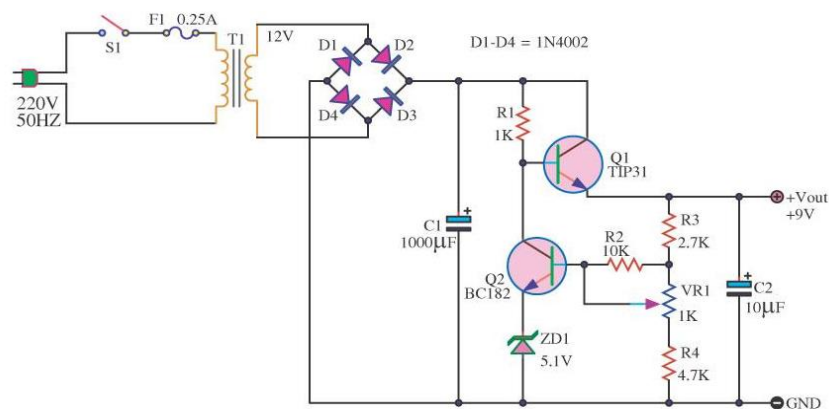 F1 0.25A
S1
T1
12V
220V
50HZ
D1
D2
D4
D3
D1-D4 = 1N4002
R1
1K
Q1
TIP31
+Vout
+9V
C1
1000µF
+
Q2
BC182
R2
10K
R3
2.7K
VR1
1K
+
C2
10µF
ZD1
5.1V
R4
4.7K
GND